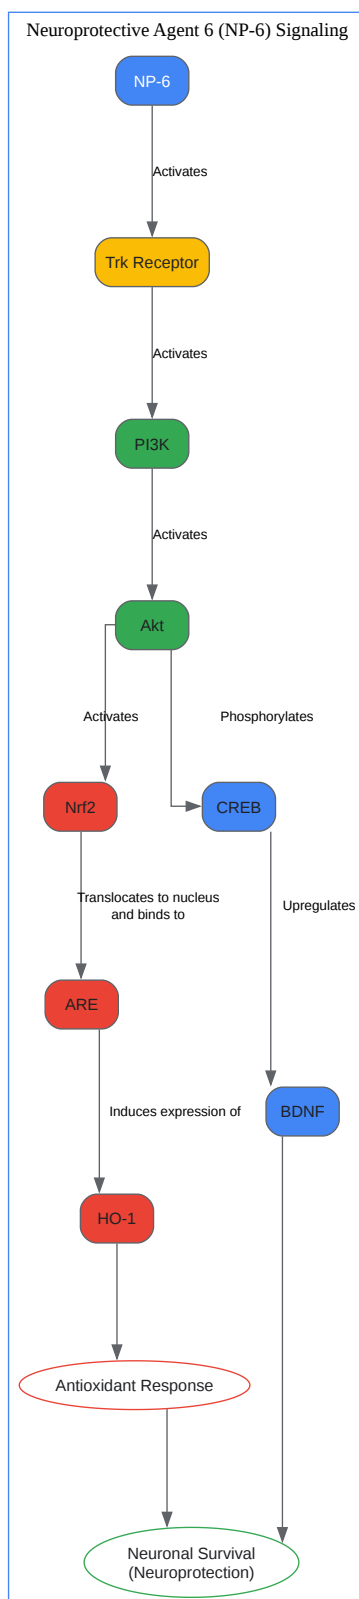 Neuroprotective Agent 6 (NP-6) Signaling
NP-6
Activates
Trk Receptor
Activates
PI3K
Activates
Akt
Activates
Phosphorylates
Nrf2
CREB
Translocates to nucleus
and binds to
Upregulates
ARE
BDNF
Induces expression of
HO-1
Antioxidant Response
Neuronal Survival
(Neuroprotection)